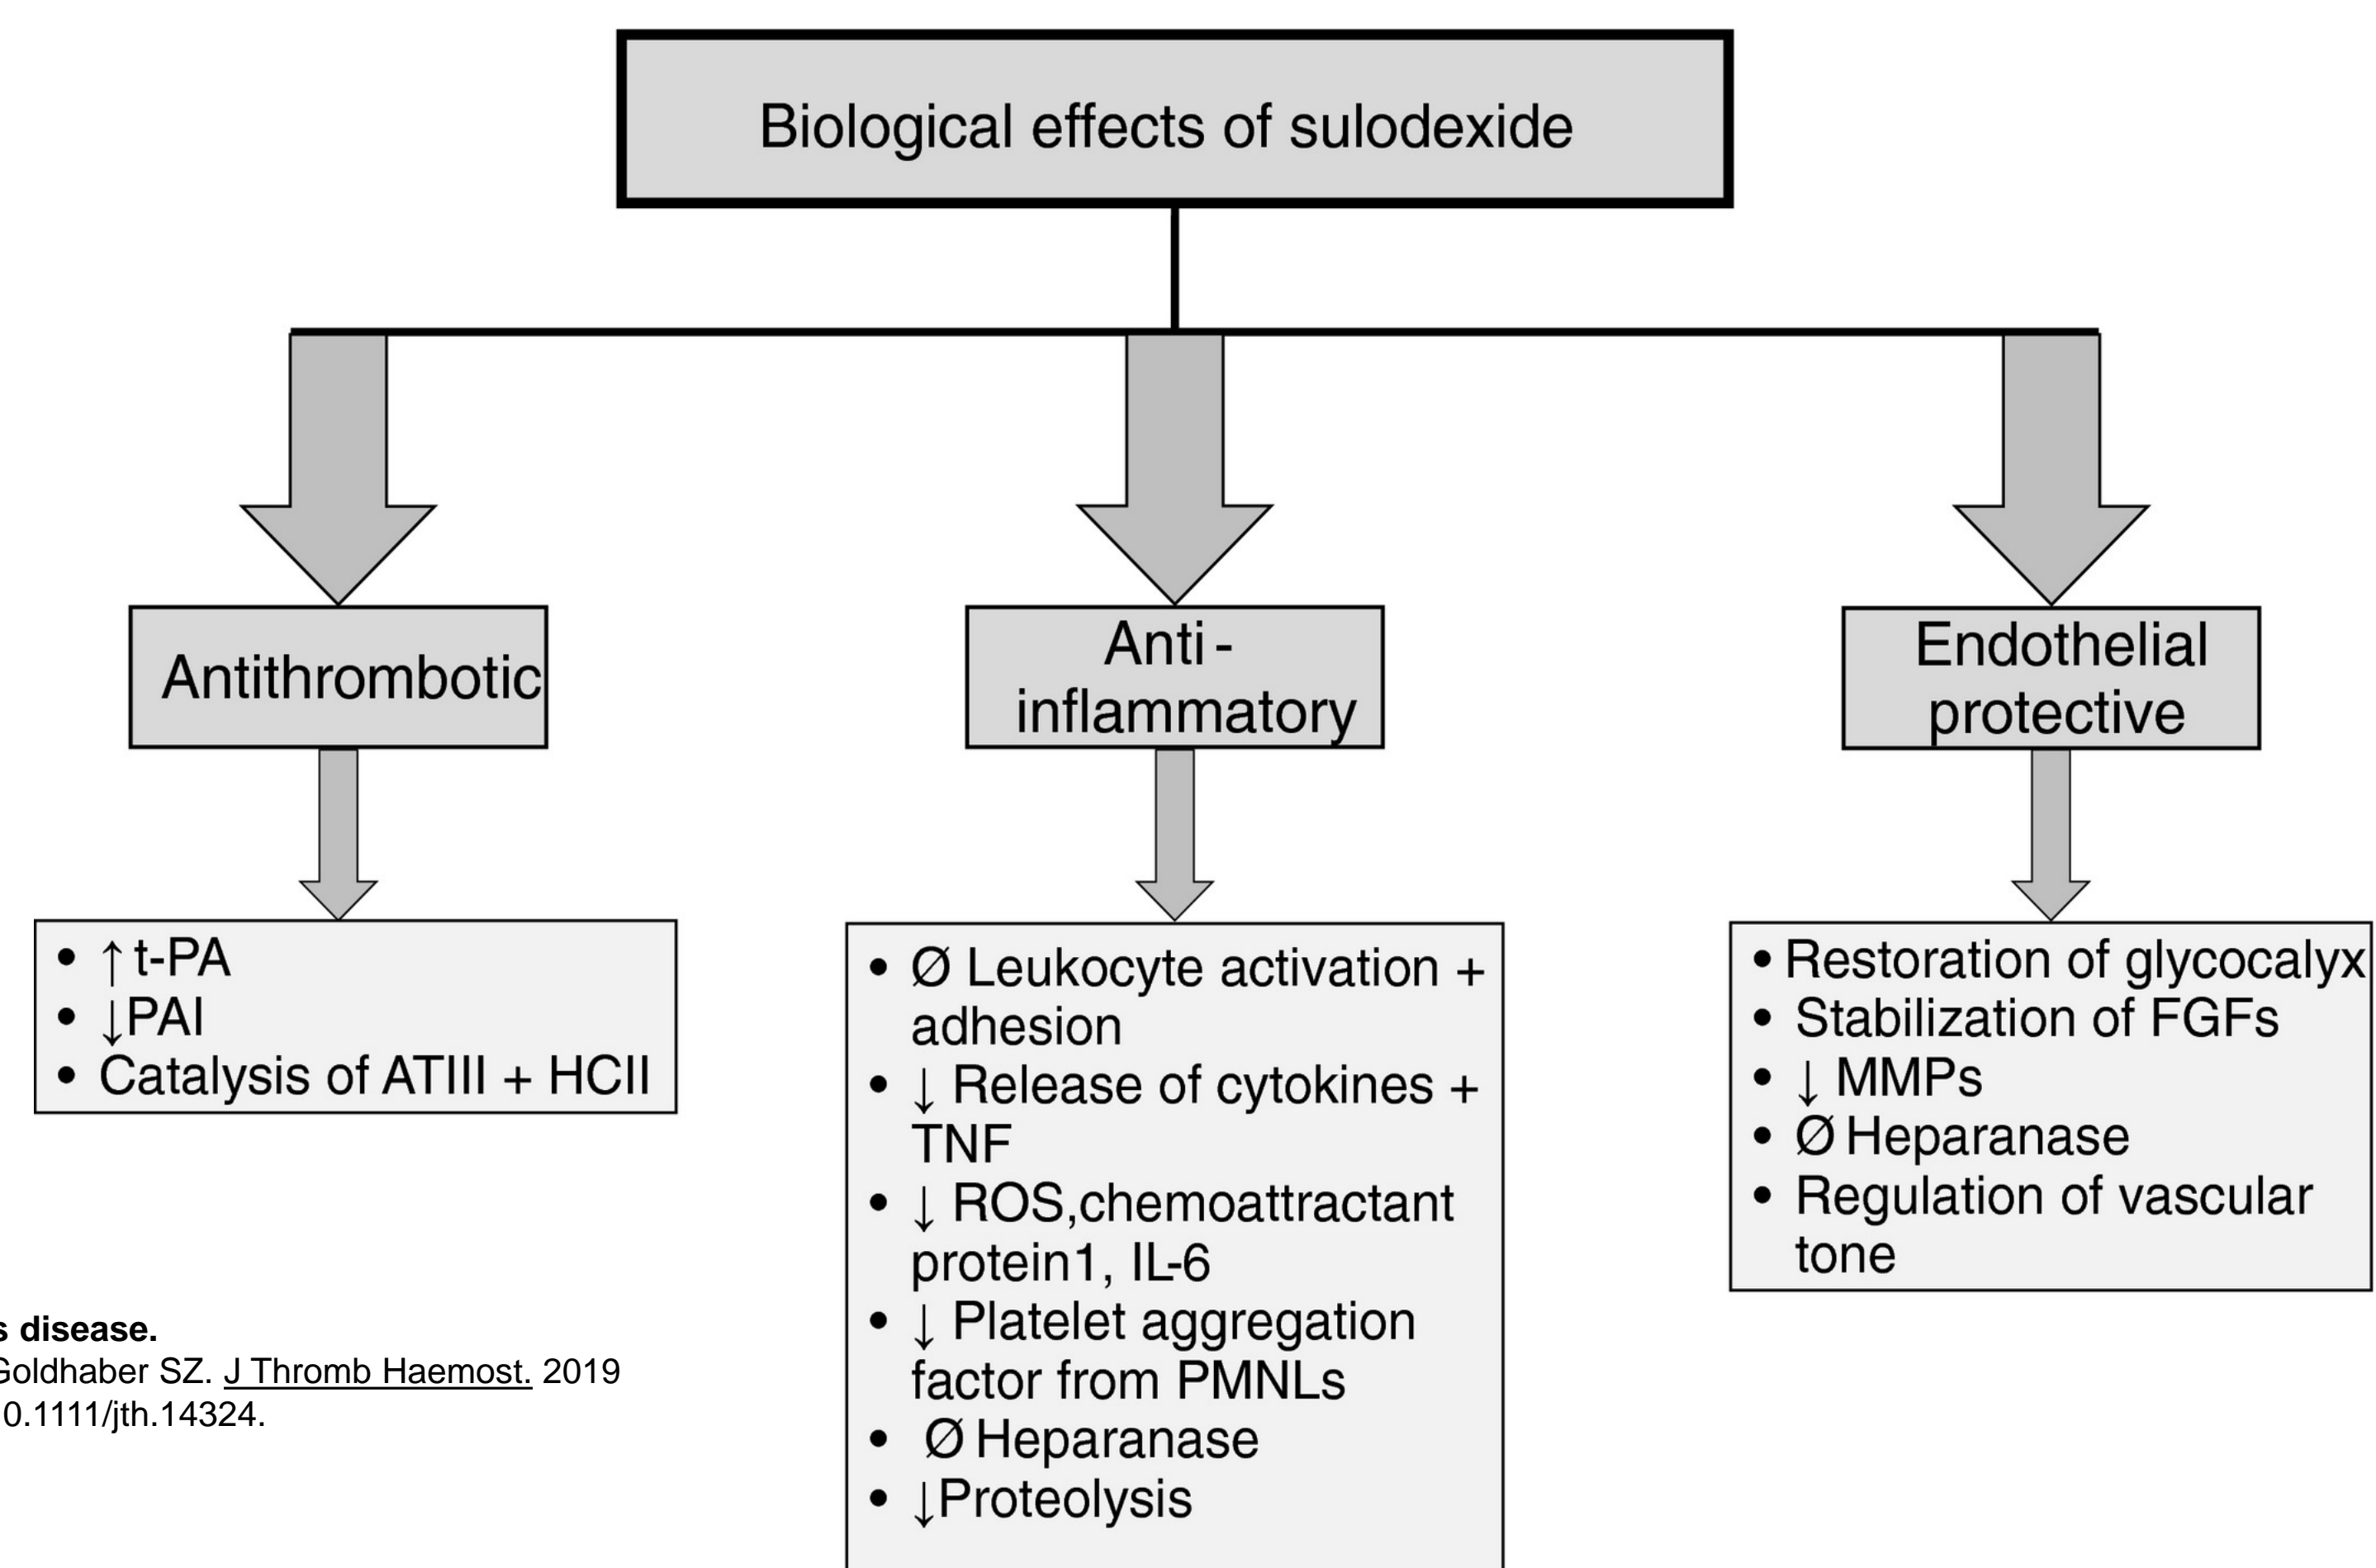 Biological effects of sulodexide
Antithrombotic
• ↑ t-PA
• ↓PAI
• Catalysis of ATIII + HCII
Anti-
inflammatory
• Ø Leukocyte activation +
adhesion
• ↓ Release of cytokines +
TNF
• ↓ ROS,chemoattractant
protein1, IL-6
• ↓ Platelet aggregation
factor from PMNLs
• Ø Heparanase
• ↓Proteolysis
Endothelial
protective
• Restoration of glycocalyx
• Stabilization of FGFs
• ↓ MMPs
• Ø Heparanase
• Regulation of vascular
tone
s disease.
Goldhaber SZ. J Thromb Haemost. 2019
0.1111/jth.14324.